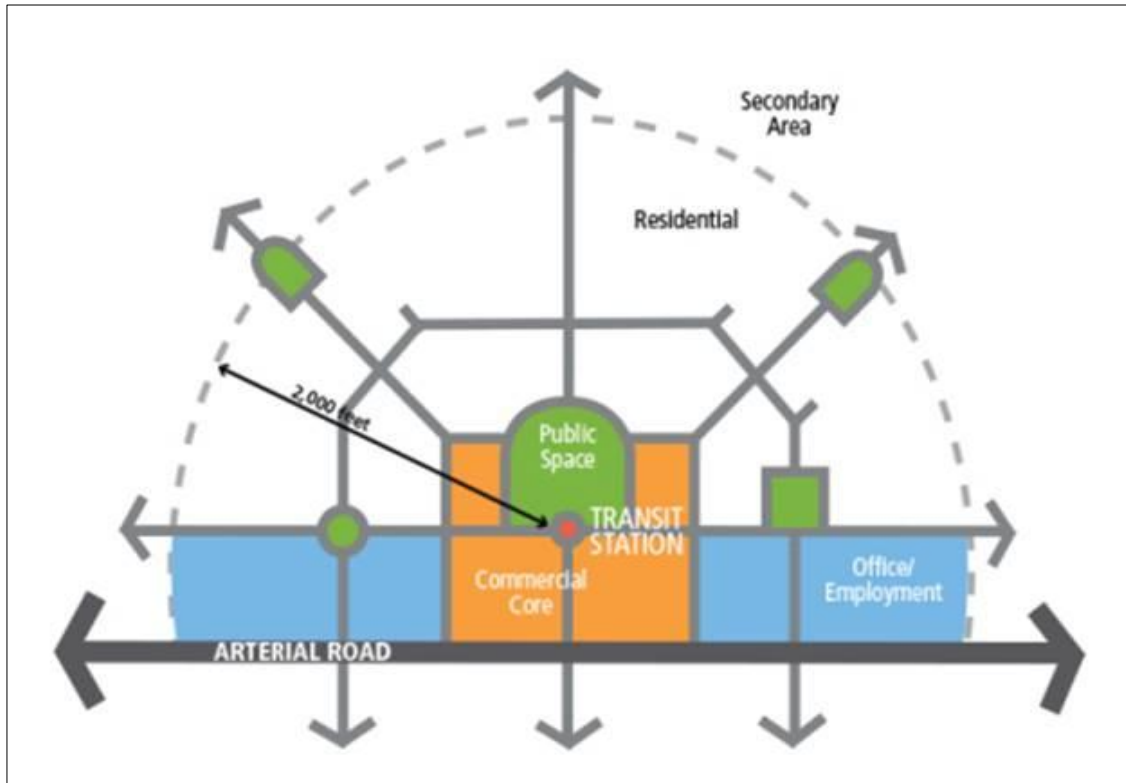 Secondary
Area
Residential
2,000 feet
Public
Space
TRANSIT
STATION
Commercial
Core
Office/
Employment
ARTERIAL ROAD